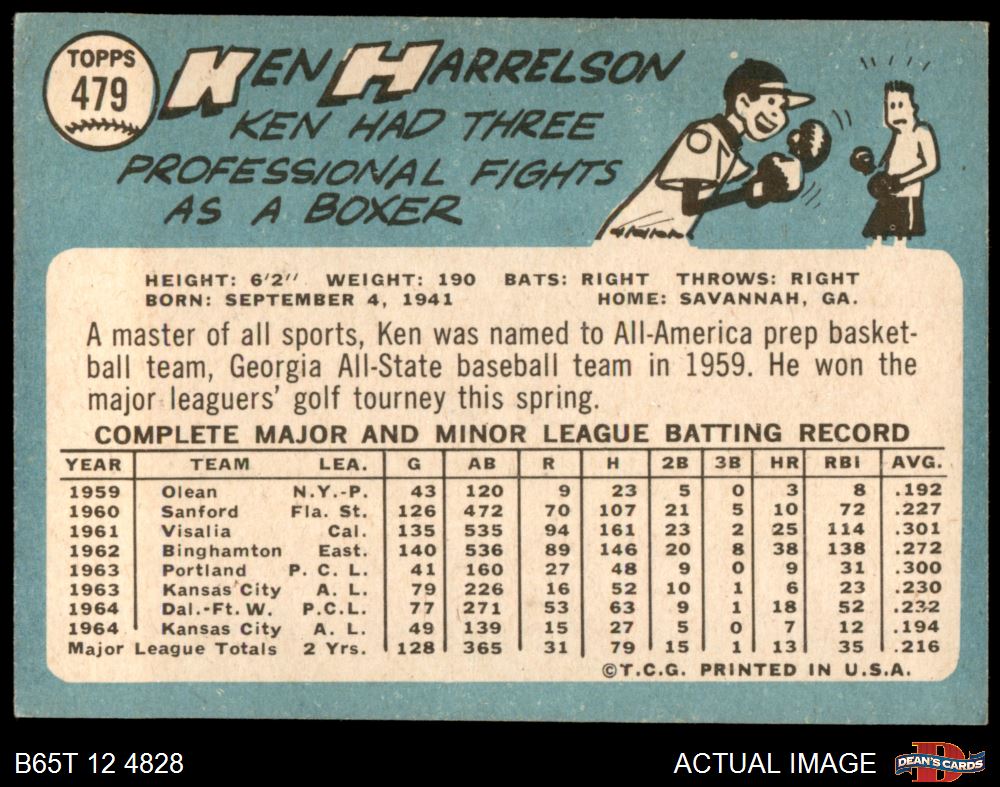 TOPPS
479
KEN HARRELSON
KEN HAD THREE
PROFESSIONAL FIGHTS
AS A BOXER
HEIGHT: 6'2" WEIGHT: 190 BATS: RIGHT THROWS: RIGHT
BORN: SEPTEMBER 4, 1941 HOME: SAVANNAH, GA.
A master of all sports, Ken was named to All-America prep basket-
ball team, Georgia All-State baseball team in 1959. He won the
major leaguers' golf tourney this spring.
COMPLETE MAJOR AND MINOR LEAGUE BATTING RECORD
YEAR TEAM LEA. G AB R H 2B 3B HR RBI AVG.
1959 Olean N.Y.-P. 43 120 9 23 5 0 3 8 .192
1960 Sanford Fla. St. 126 472 70 107 21 5 10 72 .227
1961 Visalia Cal. 135 535 94 161 23 2 25 114 .301
1962 Binghamton East. 140 536 89 146 20 8 38 138 .272
1963 Portland P. C. L. 41 160 27 48 9 0 9 31 .300
1963 Kansas City A. L. 79 226 16 52 10 1 6 23 .230
1964 Dal.-Ft. W. P.C.L. 77 271 53 63 9 1 18 52 .232
1964 Kansas City A. L. 49 139 15 27 5 0 7 12 .194
Major League Totals 2 Yrs. 128 365 31 79 15 1 13 35 .216
©T.C.G. PRINTED IN U.S.A.
B65T 12 4828
ACTUAL IMAGE
D
DEAN'S CARDS